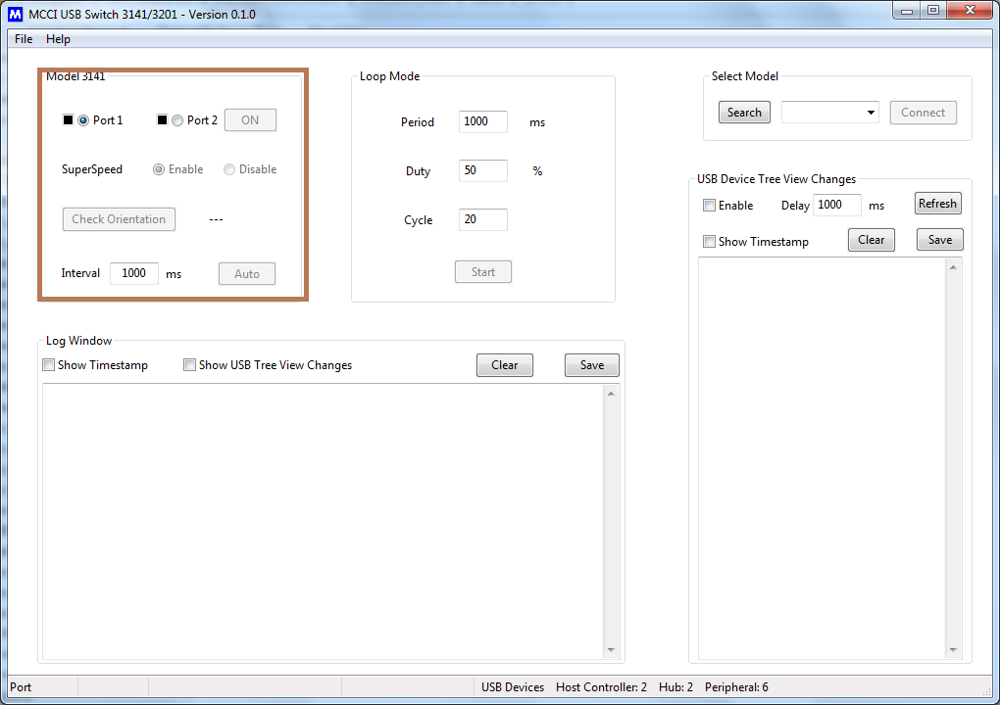 MCCI USB Switch 3141/3201 - Version 0.1.0
File Help
Model 3141
Port 1 Port 2 ON
SuperSpeed Enable Disable
Check Orientation ---
Interval 1000 ms Auto
Loop Mode
Period 1000 ms
Duty 50 %
Cycle 20
Start
Select Model
Search Connect
USB Device Tree View Changes
Enable Delay 1000 ms Refresh
Show Timestamp Clear Save
Log Window
Show Timestamp Show USB Tree View Changes Clear Save
Port USB Devices Host Controller: 2 Hub: 2 Peripheral: 6